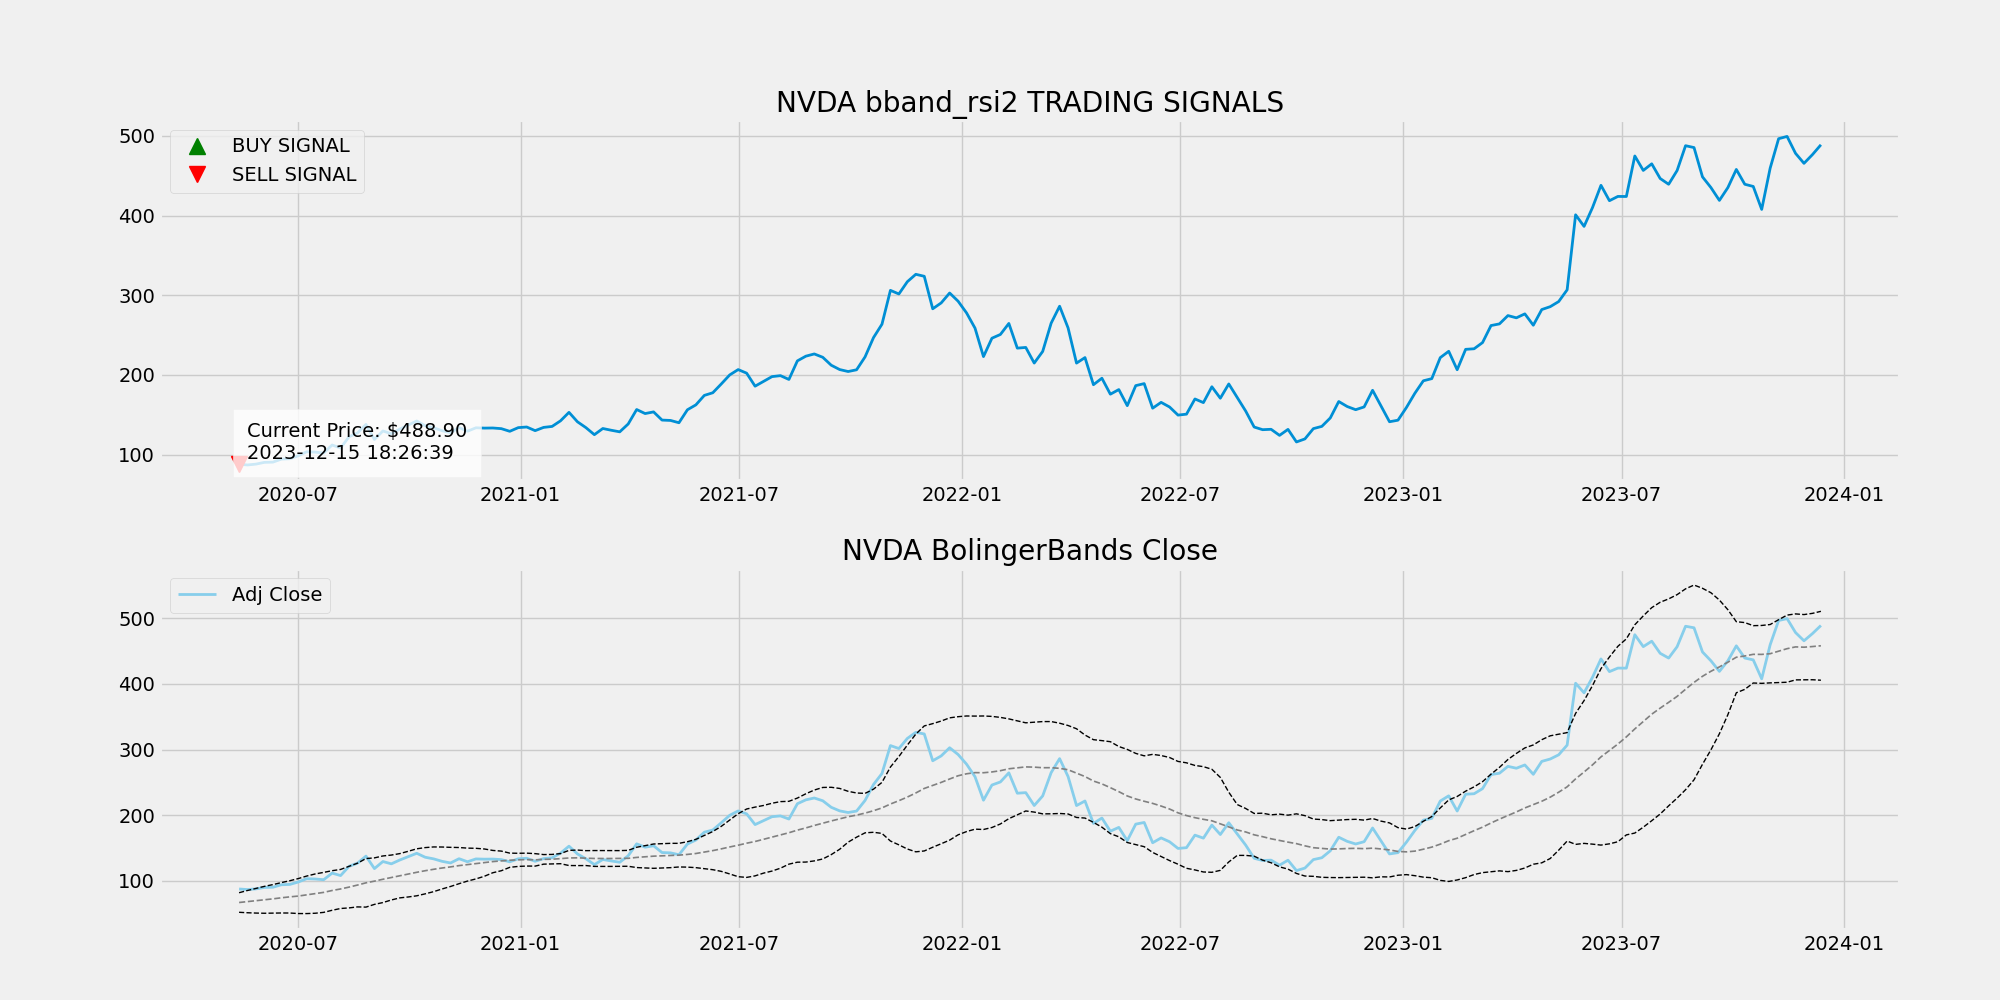 NVDA bband_rsi2 TRADING SIGNALS
BUY SIGNAL
SELL SIGNAL
500
400
300
200
100
Current Price: $488.90
2023-12-15 18:26:39
2020-07 2021-01 2021-07 2022-01 2022-07 2023-01 2023-07 2024-01
NVDA BolingerBands Close
Adj Close
500
400
300
200
100
2020-07 2021-01 2021-07 2022-01 2022-07 2023-01 2023-07 2024-01